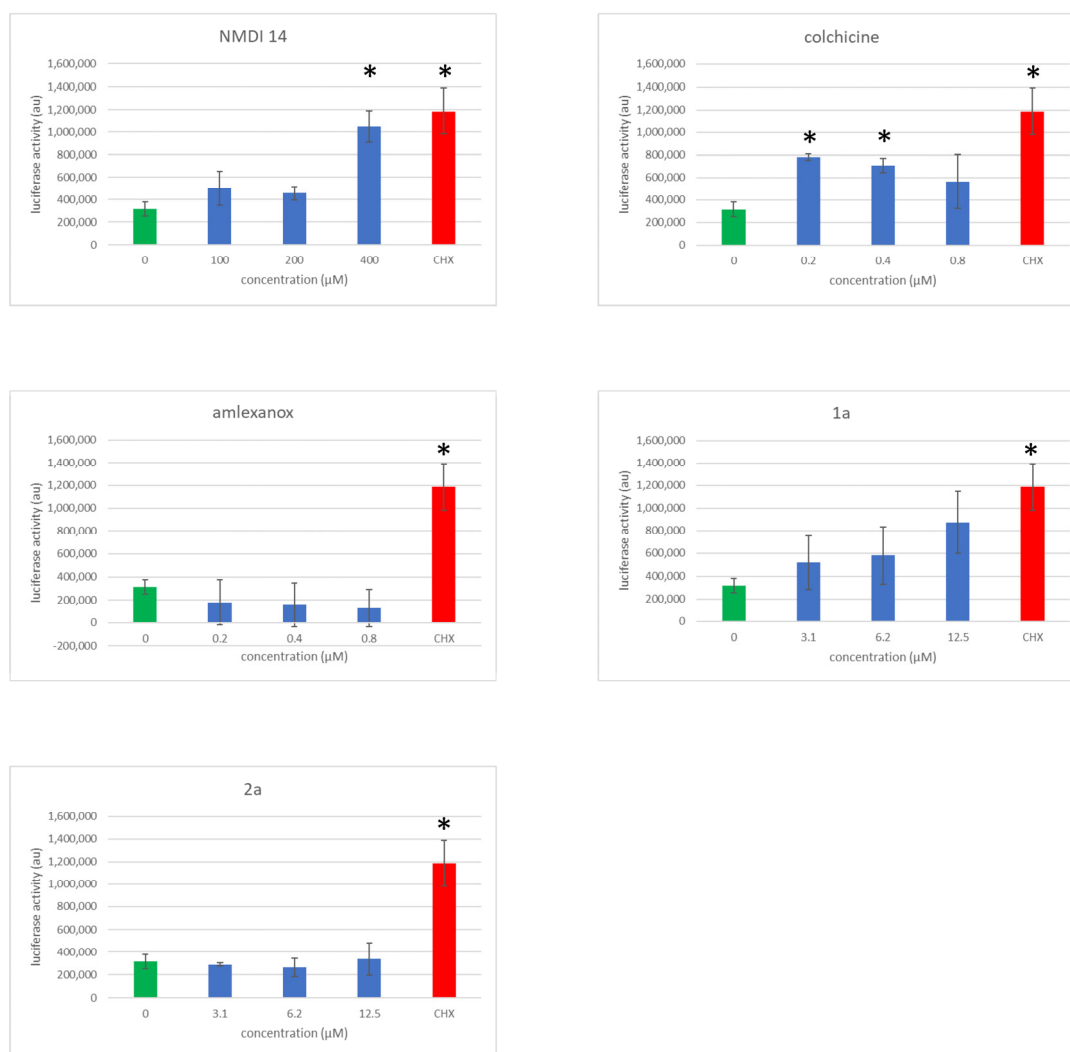 NMDI 14
* *
1,600,000
1,400,000
1,200,000
1,000,000
800,000
600,000
400,000
200,000
0
luciferase activity (au)
0 100 200 400 CHX
concentration (µM)
colchicine
* * *
1,600,000
1,400,000
1,200,000
1,000,000
800,000
600,000
400,000
200,000
0
luciferase activity (au)
0 0.2 0.4 0.8 CHX
concentration (µM)
amlexanox
*
1,600,000
1,400,000
1,200,000
1,000,000
800,000
600,000
400,000
200,000
0
-200,000
luciferase activity (au)
0 0.2 0.4 0.8 CHX
concentration (µM)
1a
*
1,600,000
1,400,000
1,200,000
1,000,000
800,000
600,000
400,000
200,000
0
luciferase activity (au)
0 3.1 6.2 12.5 CHX
concentration (µM)
2a
*
1,600,000
1,400,000
1,200,000
1,000,000
800,000
600,000
400,000
200,000
0
luciferase activity (au)
0 3.1 6.2 12.5 CHX
concentration (µM)